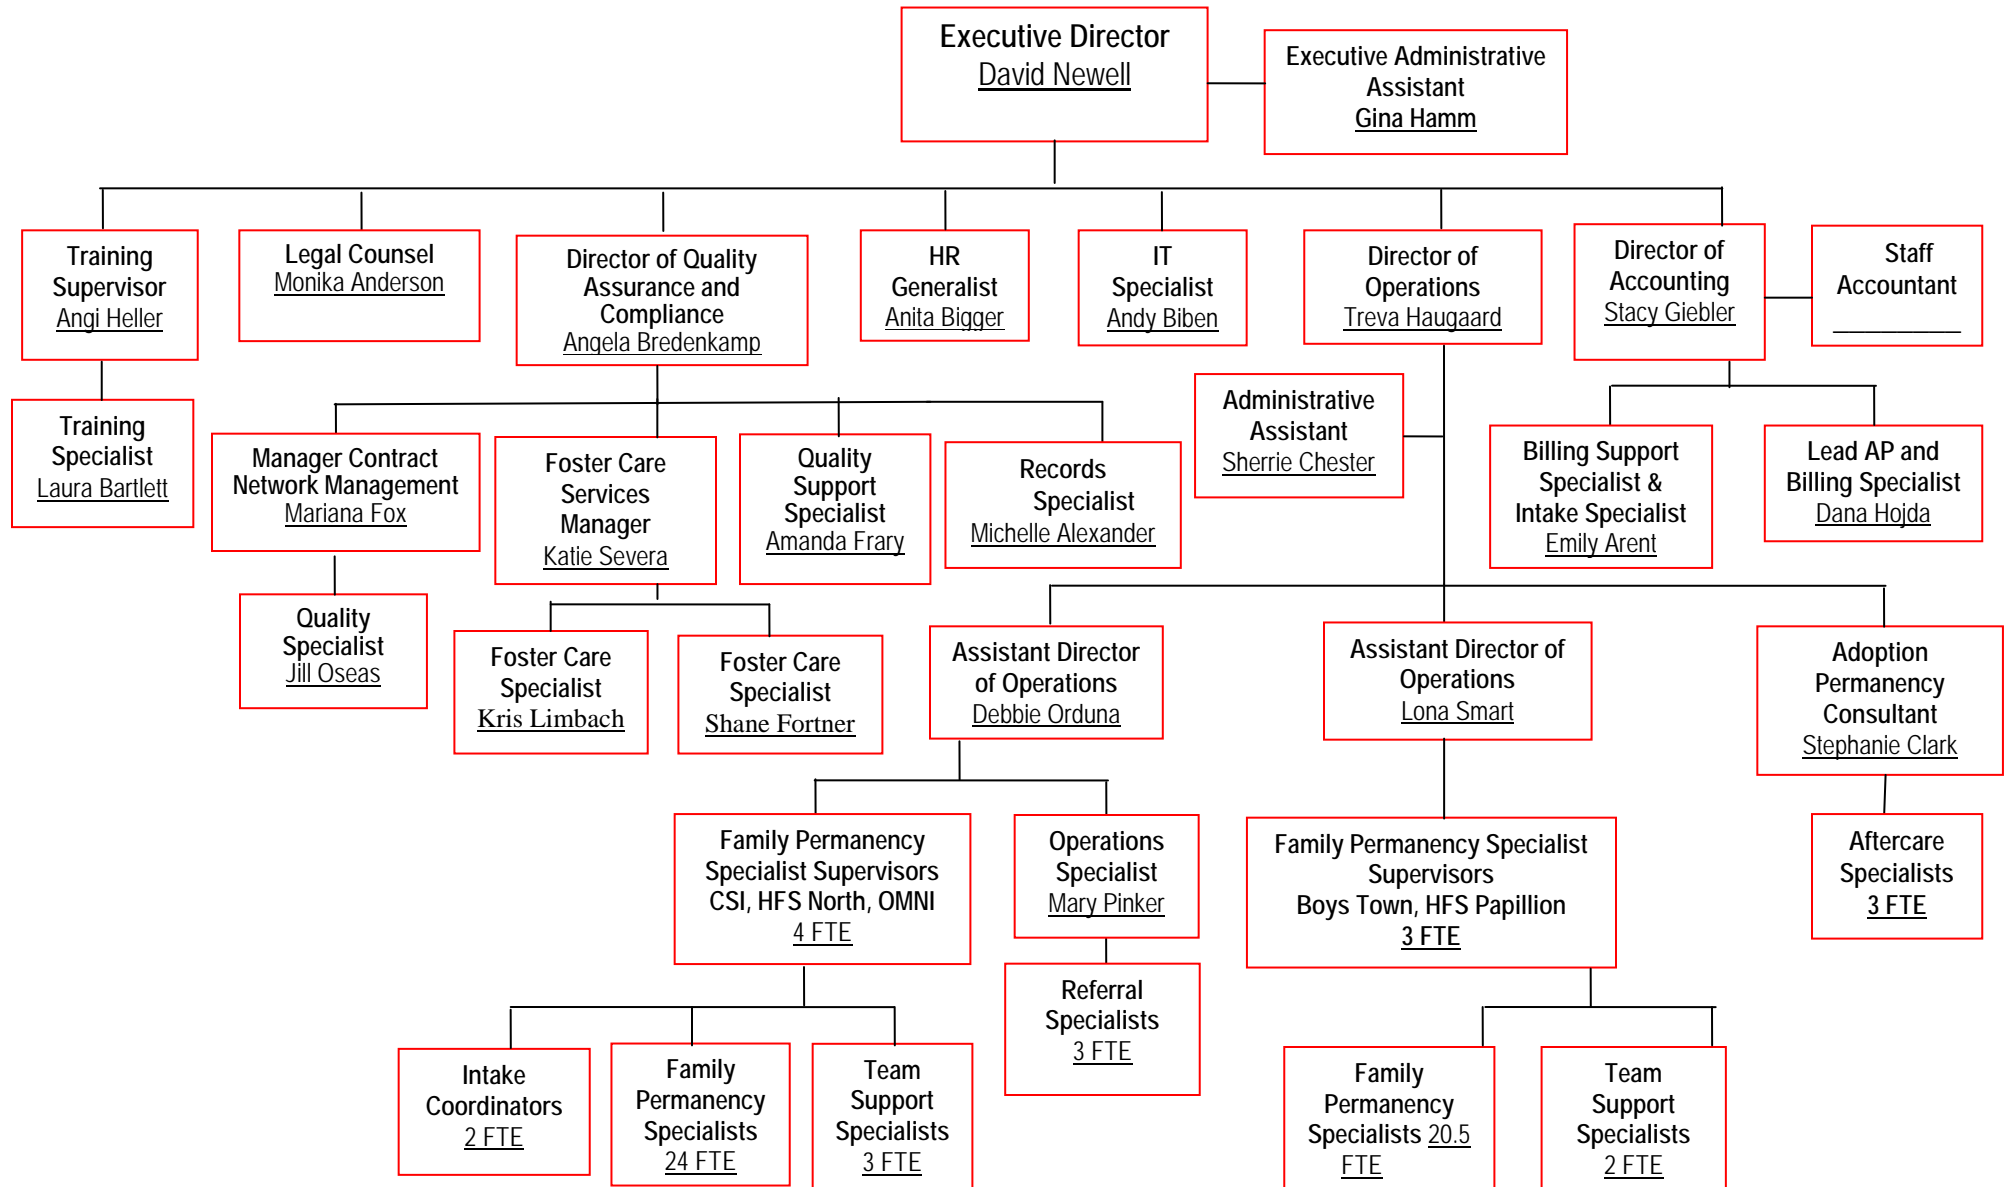 Executive Director
David Newell
Executive Administrative
Assistant
Gina Hamm
Training
Supervisor
Angi Heller
Legal Counsel
Monika Anderson
Director of Quality
Assurance and
Compliance
Angela Bredenkamp
HR
Generalist
Anita Bigger
IT
Specialist
Andy Biben
Director of
Operations
Treva Haugaard
Director of
Accounting
Stacy Giebler
Staff
Accountant
__________
Training
Specialist
Laura Bartlett
Manager Contract
Network Management
Mariana Fox
Foster Care
Services
Manager
Katie Severa
Quality
Support
Specialist
Amanda Frary
Records
Specialist
Michelle Alexander
Administrative
Assistant
Sherrie Chester
Billing Support
Specialist &
Intake Specialist
Emily Arent
Lead AP and
Billing Specialist
Dana Hojda
Quality
Specialist
Jill Oseas
Foster Care
Specialist
Kris Limbach
Foster Care
Specialist
Shane Fortner
Assistant Director
of Operations
Debbie Orduna
Assistant Director of
Operations
Lona Smart
Adoption
Permanency
Consultant
Stephanie Clark
Family Permanency
Specialist Supervisors
CSI, HFS North, OMNI
4 FTE
Operations
Specialist
Mary Pinker
Family Permanency Specialist
Supervisors
Boys Town, HFS Papillion
3 FTE
Aftercare
Specialists
3 FTE
Referral
Specialists
3 FTE
Intake
Coordinators
2 FTE
Family
Permanency
Specialists
24 FTE
Team
Support
Specialists
3 FTE
Family
Permanency
Specialists 20.5
FTE
Team
Support
Specialists
2 FTE